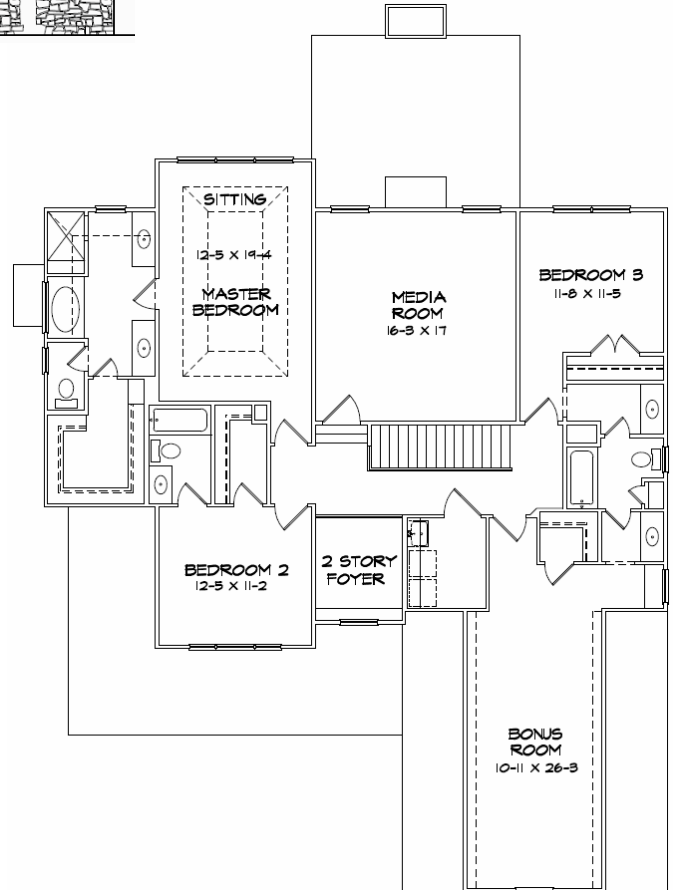 SITTING
12-5 X 19-4
MASTER
BEDROOM
MEDIA
ROOM
16-3 X 17
BEDROOM 3
11-8 X 11-5
BEDROOM 2
12-5 X 11-2
2 STORY
FOYER
BONUS
ROOM
10-11 X 26-3